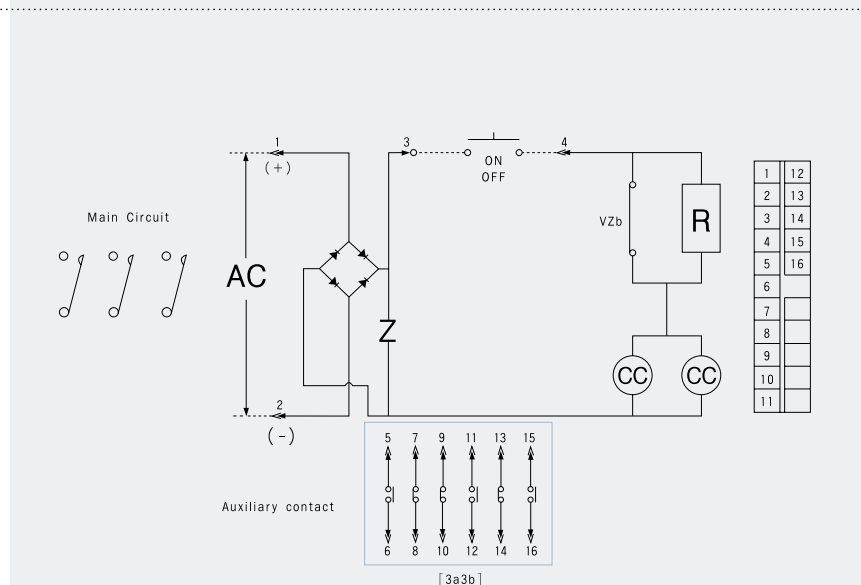 1
(+)
3
4
ON
OFF
VZb
R
Main Circuit
AC
Z
CC CC
2
(-)
1 12
2 13
3 14
4 15
5 16
6
7
8
9
10
11
5 7 9 11 13 15
Auxiliary contact
6 8 10 12 14 16
[3a3b]